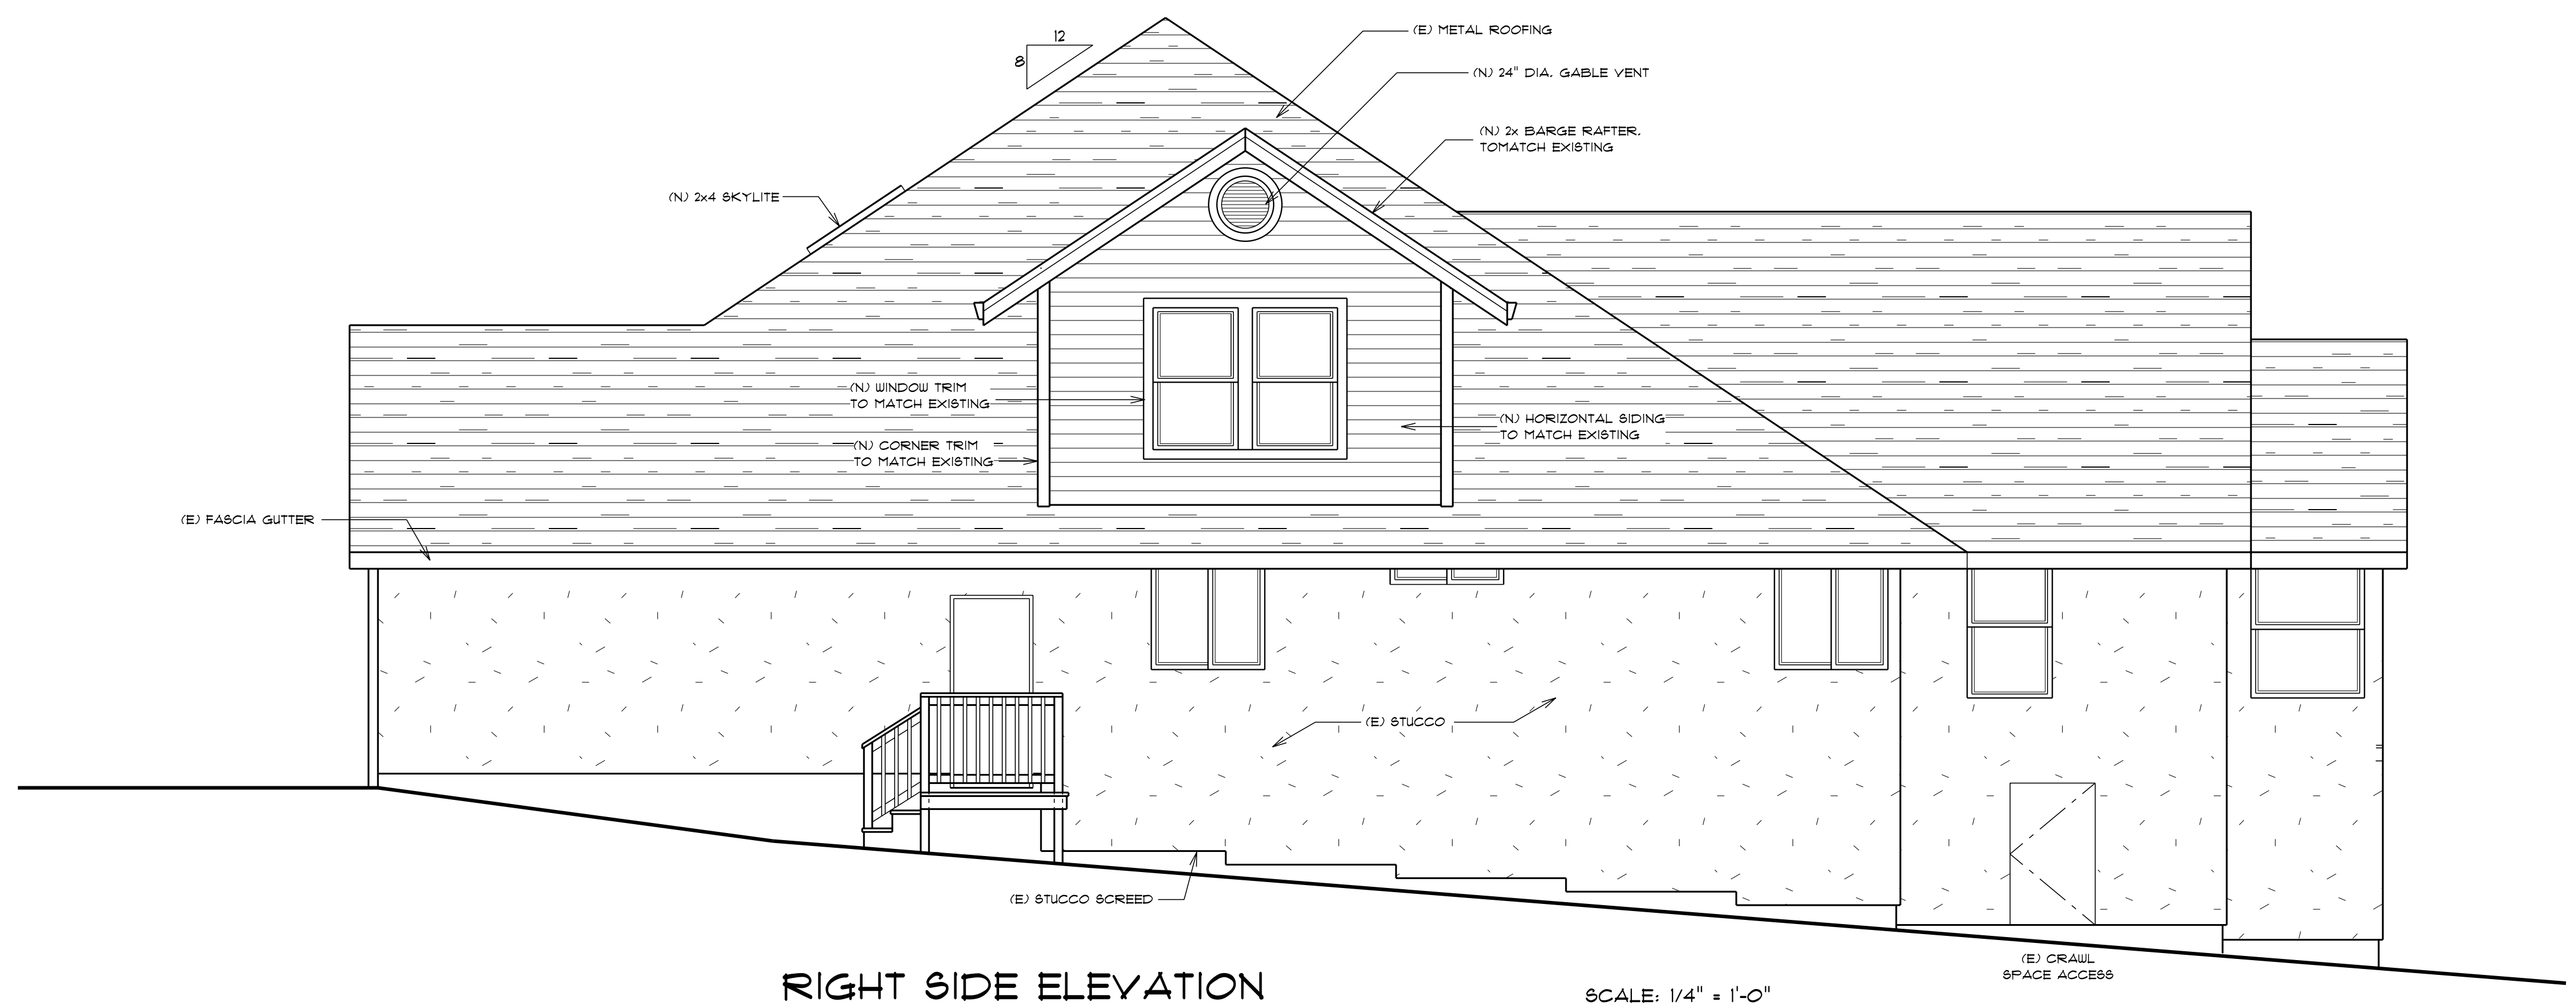 12
8
(E) METAL ROOFING
(N) 24" DIA. GABLE VENT
(N) 2x BARGE RAFTER,
TOMATCH EXISTING
(N) 2x4 SKYLITE
(N) WINDOW TRIM
TO MATCH EXISTING
(N) HORIZONTAL SIDING
TO MATCH EXISTING
(N) CORNER TRIM
TO MATCH EXISTING
(E) FASCIA GUTTER
(E) STUCCO
(E) STUCCO SCREED
(E) CRAWL
SPACE ACCESS
RIGHT SIDE ELEVATION
SCALE: 1/4" = 1'-0"